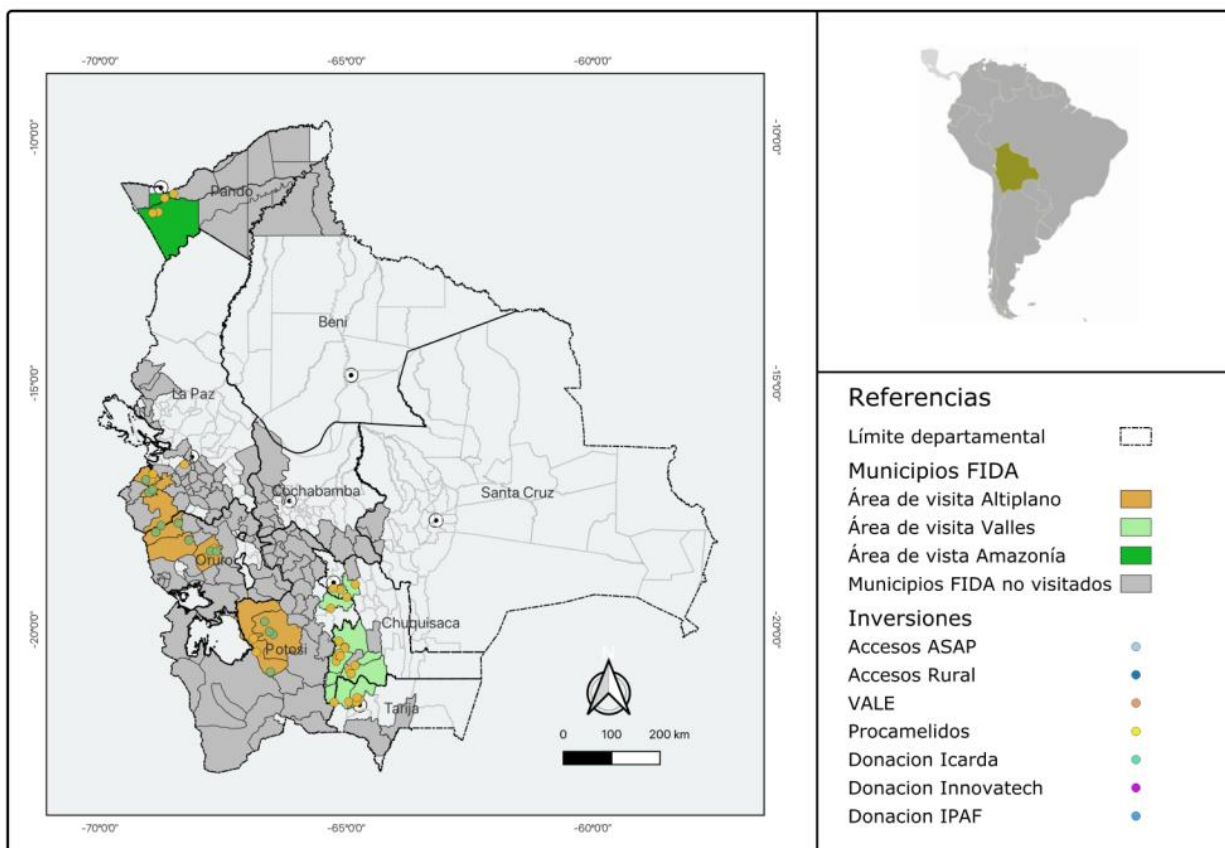 -70°0'0"
-65°0'0"
-60°0'0"
-10°0'0"
-10°0'0"
Pando
Beni
-15°0'0"
-15°0'0"
La Paz
Cochabamba
Santa Cruz
Oruro
-20°0'0"
-20°0'0"
Chuquisaca
Potosi
N
Tarija
0 100 200 km
-70°0'0"
-65°0'0"
-60°0'0"
Referencias
Límite departamental
Municipios FIDA
Área de visita Altiplano
Área de visita Valles
Área de vista Amazonía
Municipios FIDA no visitados
Inversiones
Accesos ASAP
Accesos Rural
VALE
Procamelidos
Donacion Icarda
Donacion Innovatech
Donacion IPAF